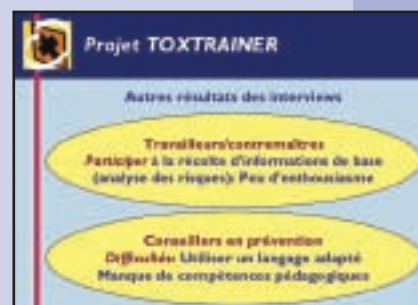 Projet TOXTRAINER
Autres résultats des interviews
Travailleurs/contremaîtres
Participer à la récolte d'informations de base
(analyse des risques): Peu d'enthousiasme
Conseillers en prévention
Difficultés: Utiliser un langage adapté
Manque de compétences pédagogiques